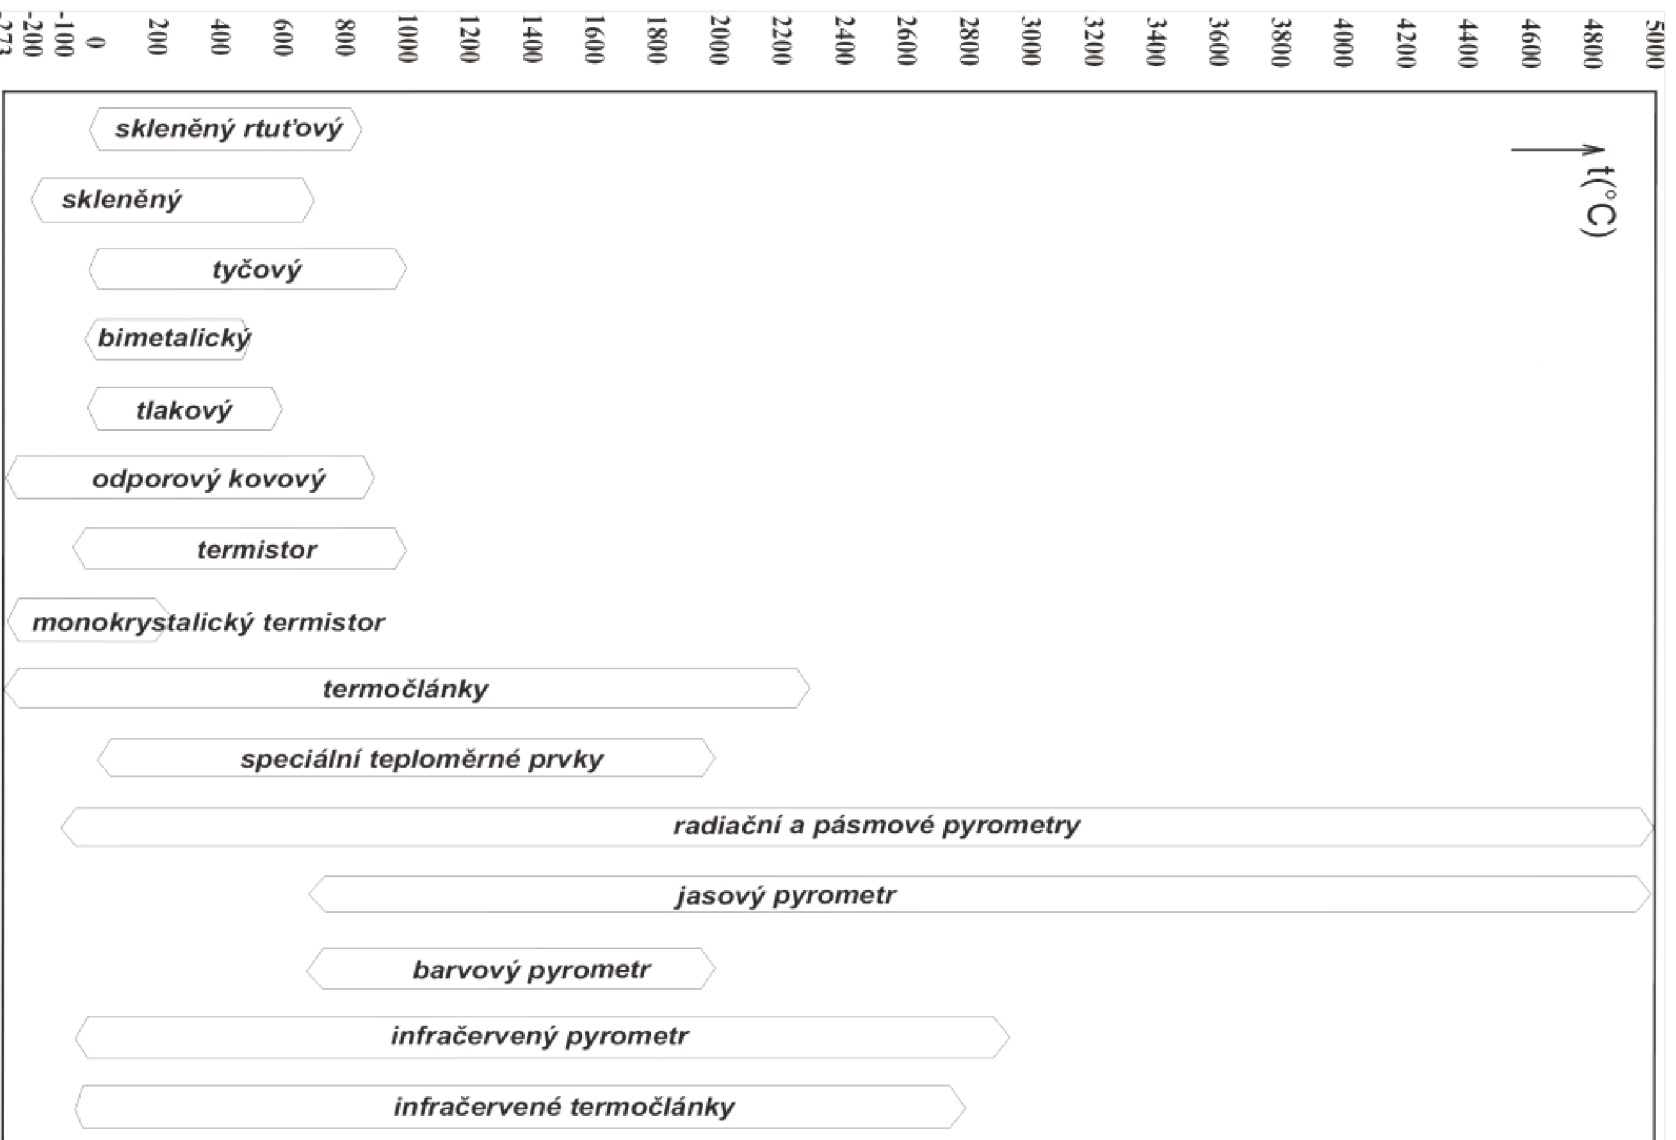 -273 -200 -100 0 200 400 600 800 1000 1200 1400 1600 1800 2000 2200 2400 2600 2800 3000 3200 3400 3600 3800 4000 4200 4400 4600 4800 5000
skleněný rtuťový
t(°C)
skleněný
tyčový
bimetalický
tlakový
odporový kovový
termistor
monokrystalický termistor
termočlánky
speciální teploměrné prvky
radiační a pásmové pyrometry
jasový pyrometr
barvový pyrometr
infračervený pyrometr
infračervené termočlánky